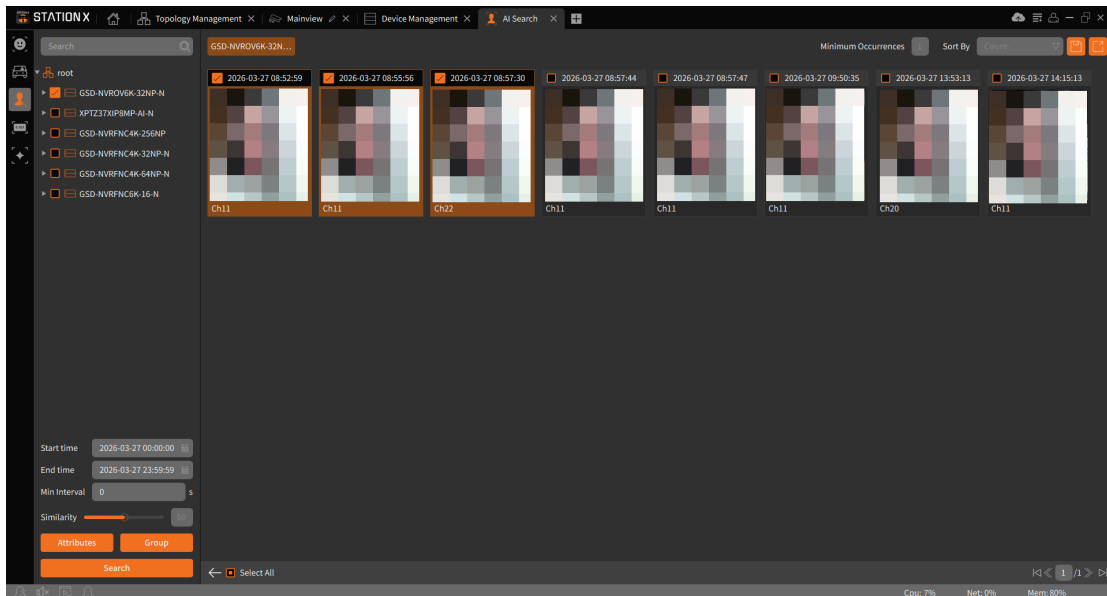 STATIONX
Topology Management
Mainview
Device Management
AI Search
Search
GSD-NVROV6K-32N...
Minimum Occurrences
1
Sort By
Count
root
GSD-NVROV6K-32NP-N
XPTZ37XIP8MP-AI-N
GSD-NVRFNC4K-256NP
GSD-NVRFNC4K-32NP-N
GSD-NVRFNC4K-64NP-N
GSD-NVRFNC6K-16-N
2026-03-27 08:52:59
2026-03-27 08:55:56
2026-03-27 08:57:30
2026-03-27 08:57:44
2026-03-27 08:57:47
2026-03-27 09:50:35
2026-03-27 13:53:13
2026-03-27 14:15:13
Ch11
Ch11
Ch22
Ch11
Ch11
Ch11
Ch20
Ch11
Start time
2026-03-27 00:00:00
End time
2026-03-27 23:59:59
Min Interval
0
s
Similarity
50
Attributes
Group
Search
Select All
1
/1
Cpu: 7%
Net: 0%
Mem: 80%